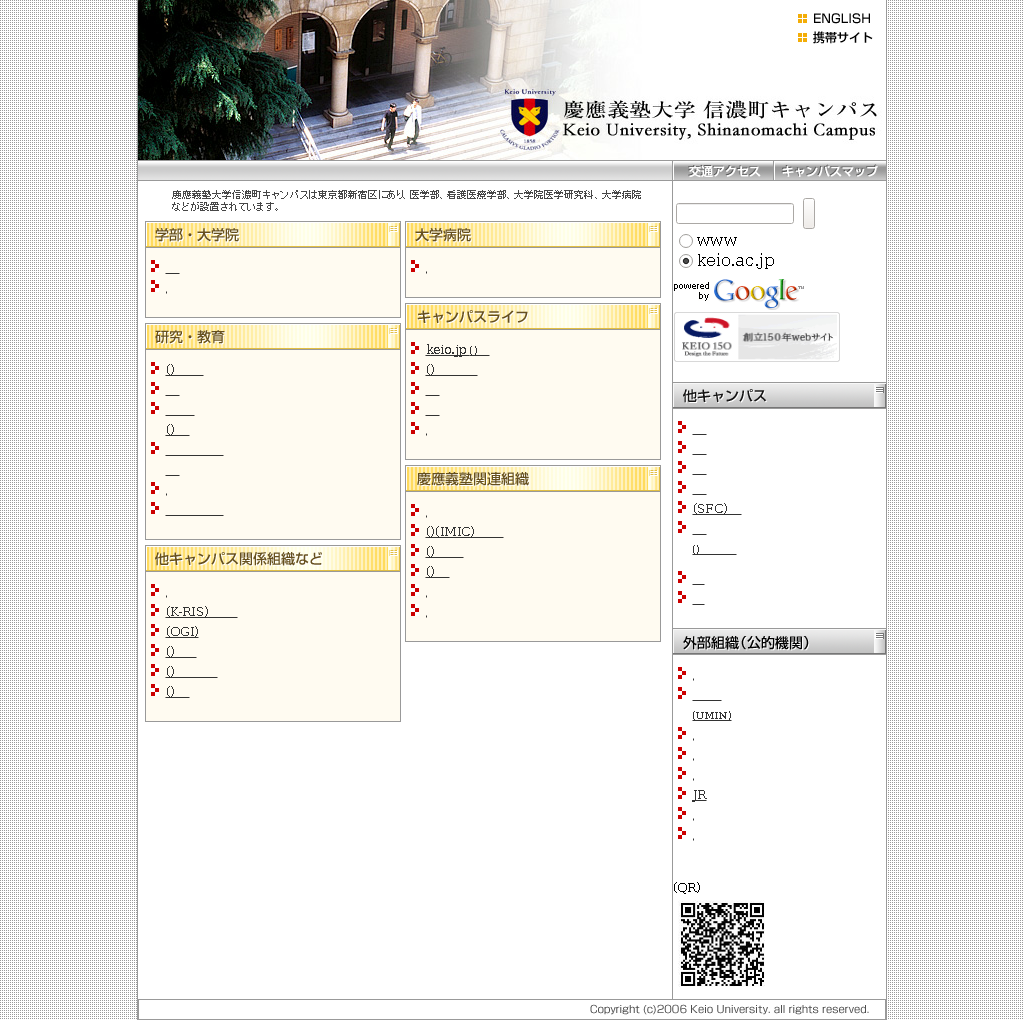 ENGLISH
携帯サイト
Keio University
1858
CALAMVS GLADIO FORTIOR
慶應義塾大学 信濃町キャンパス
Keio University, Shinanomachi Campus
交通アクセス キャンパスマップ
慶應義塾大学信濃町キャンパスは東京都新宿区にあり、医学部、看護医療学部、大学院医学研究科、大学病院
などが設置されています。
学部・大学院
研究・教育
()
()
他キャンパス関係組織など
(K-RIS)
(OGI)
()
()
()
大学病院
キャンパスライフ
keio.jp ()
()
慶應義塾関連組織
()(IMIC)
()
()
WWW
keio.ac.jp
powered by Google™
KEIO 150
Design the Future
創立150年webサイト
他キャンパス
(SFC)
()
外部組織（公的機関）
(UMIN)
JR
(QR)
Copyright (c)2006 Keio University. all rights reserved.